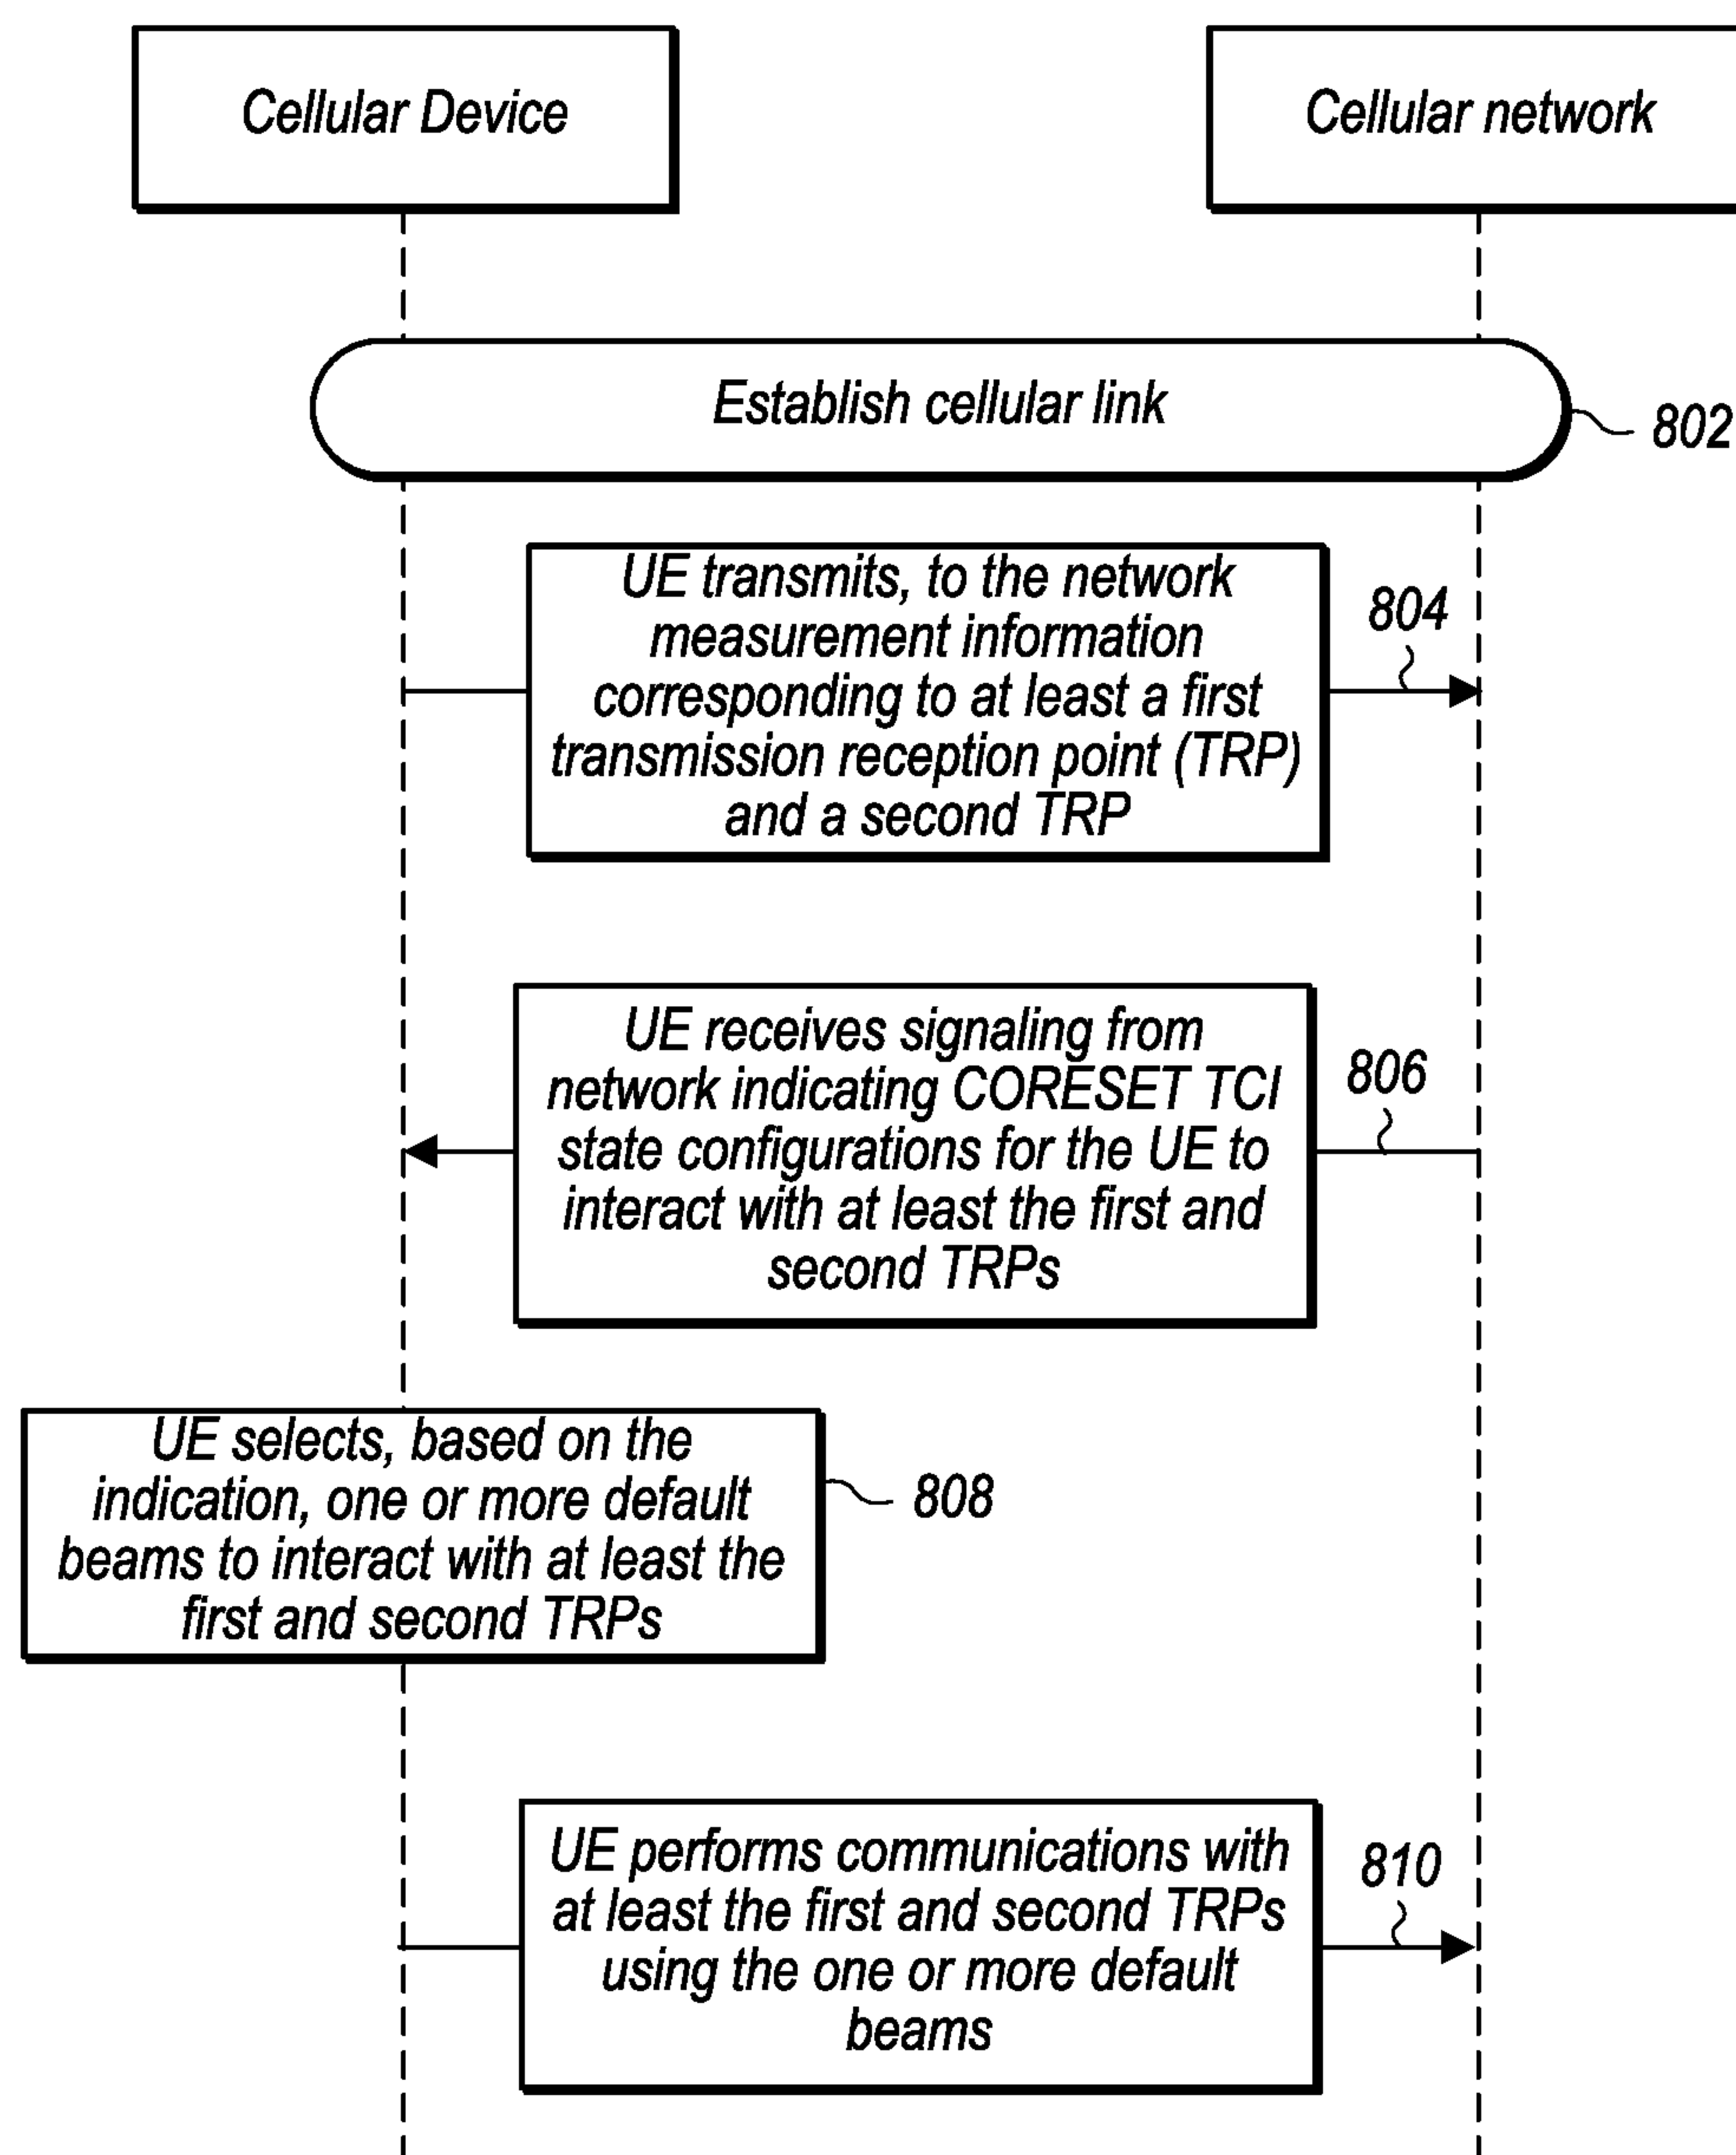 Cellular Device
Cellular network
Establish cellular link
802
UE transmits, to the network
measurement information
corresponding to at least a first
transmission reception point (TRP)
and a second TRP
804
UE receives signaling from
network indicating CORESET TCI
state configurations for the UE to
interact with at least the first and
second TRPs
806
UE selects, based on the
indication, one or more default
beams to interact with at least the
first and second TRPs
808
UE performs communications with
at least the first and second TRPs
using the one or more default
beams
810